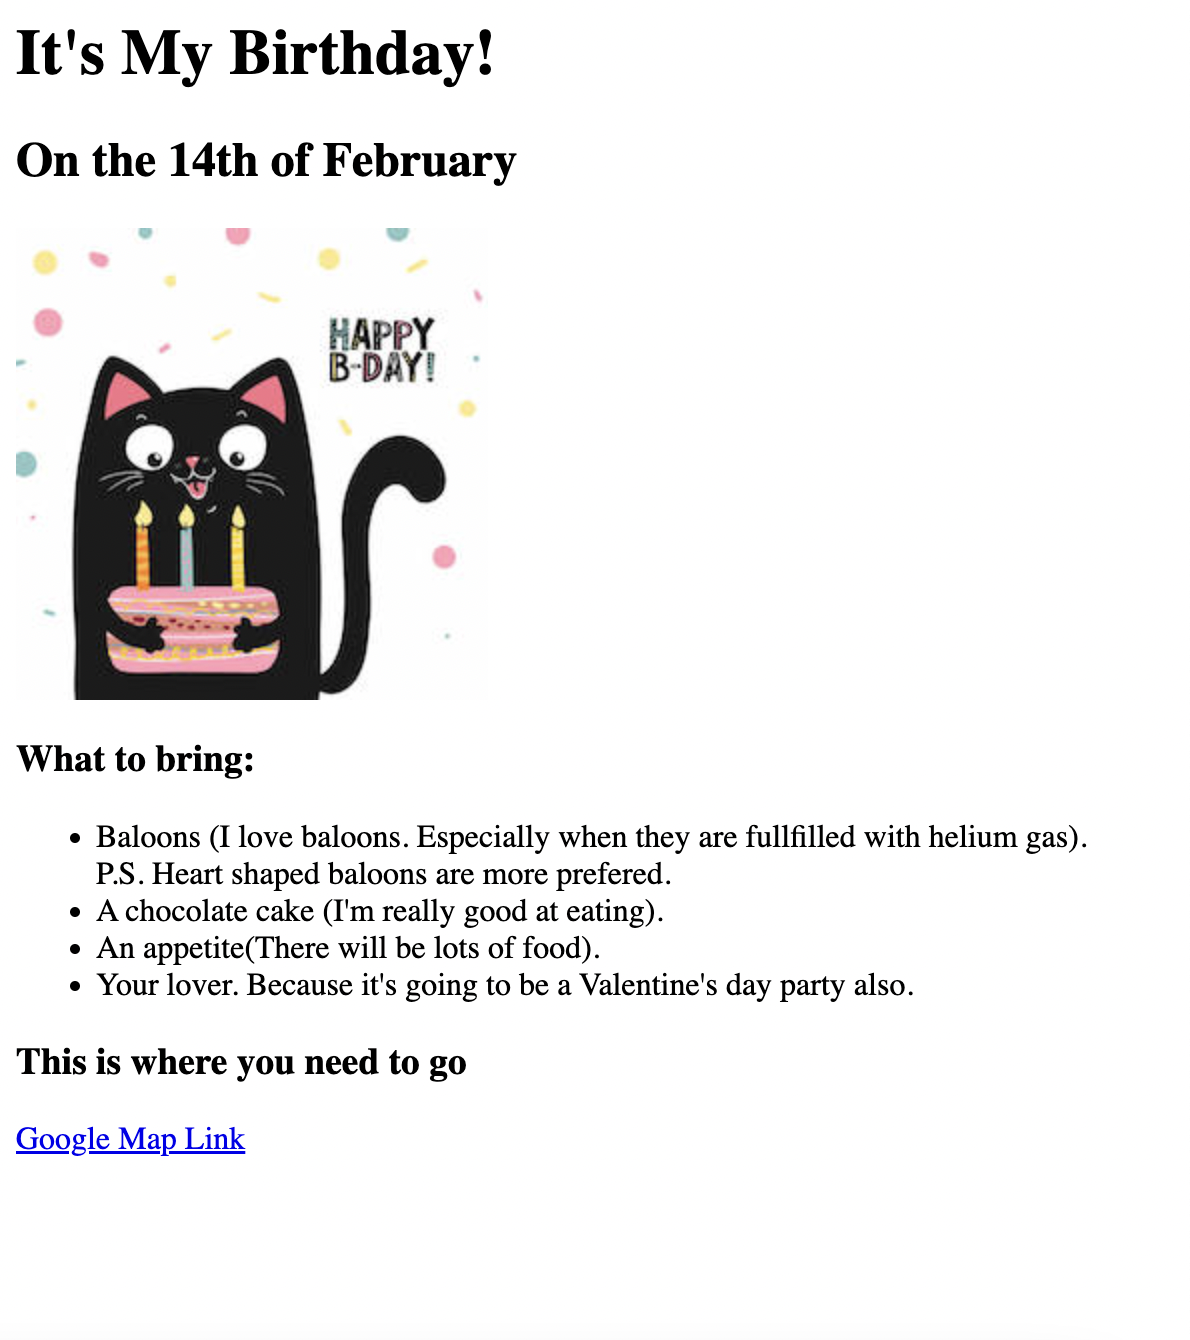 It's My Birthday!
On the 14th of February
HAPPY
B-DAY!
What to bring:
• Baloons (I love baloons. Especially when they are fullfilled with helium gas).
P.S. Heart shaped baloons are more prefered.
• A chocolate cake (I'm really good at eating).
• An appetite(There will be lots of food).
• Your lover. Because it's going to be a Valentine's day party also.
This is where you need to go
Google Map Link